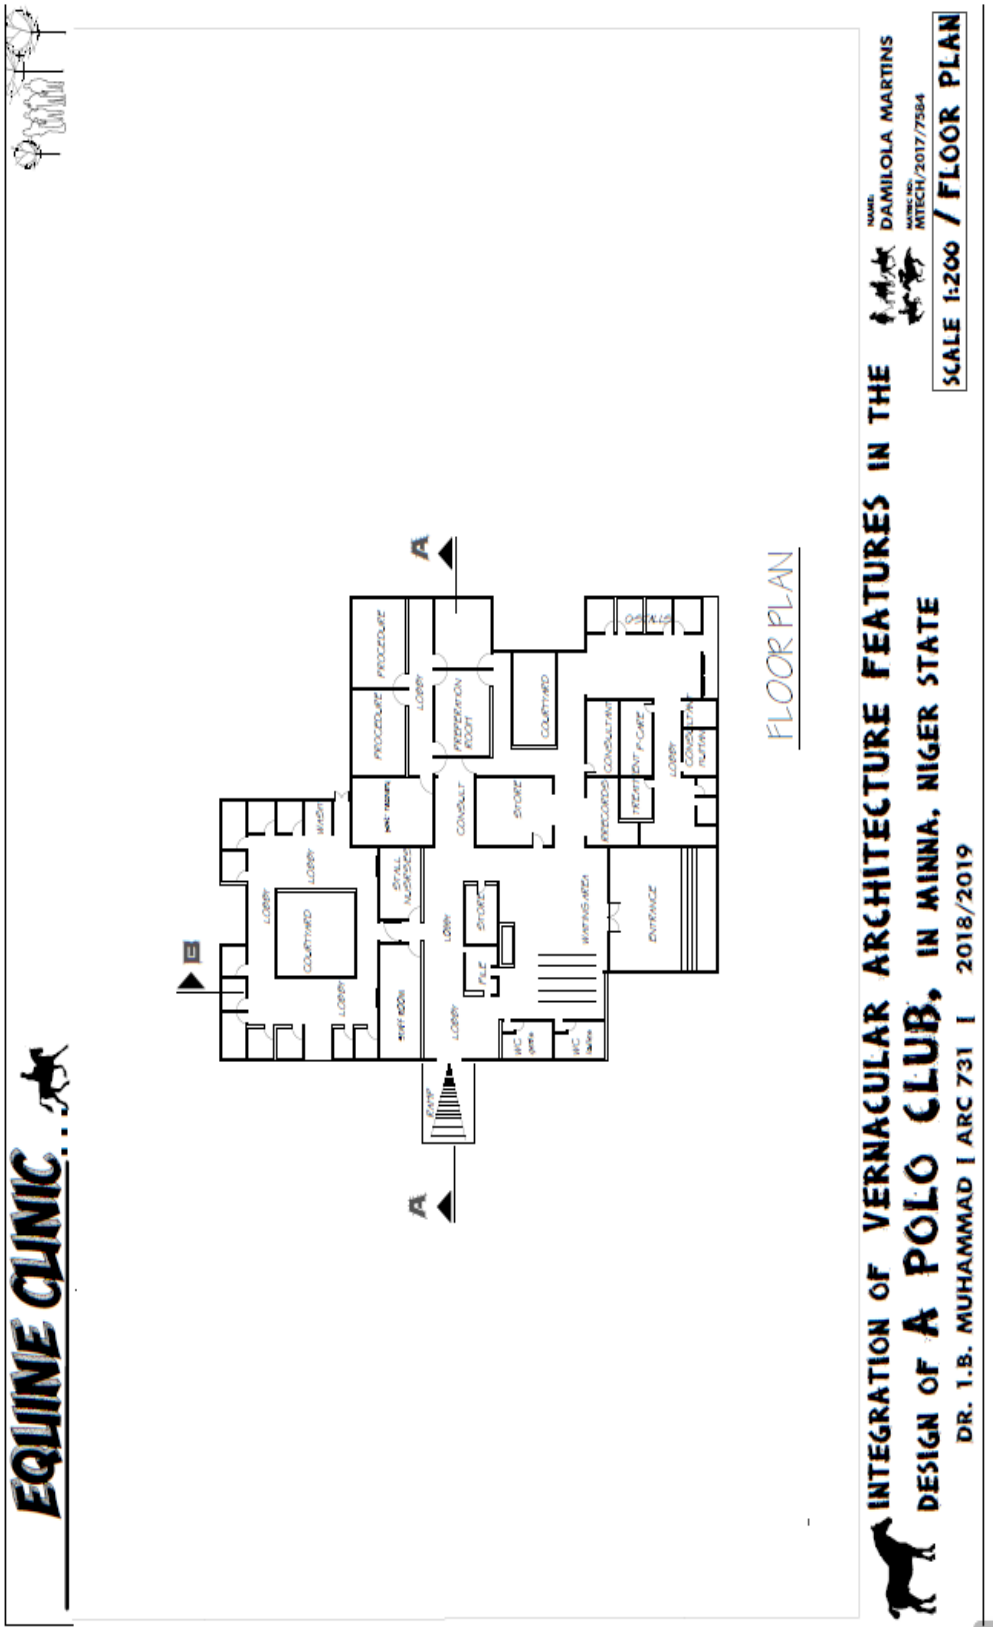 EQUINE CLINIC
B
A
A
PROCEDURE
PROCEDURE
LOBBY
PREPERATION
ROOM
COURTYARD
WASH
LOBBY
LOBBY
COURTYARD
LOBBY
STALL
STAFF ROOM
CONSULT
STORE
LOBBY
STORE
FILE
LOBBY
RAMP
WC
WC
WAITING AREA
ENTRANCE
RRECORDS
CONSULTANT
TREATMENT
P-CARE
LOBBY
CONSULTANT
FLOOR PLAN
INTEGRATION OF VERNACULAR ARCHITECTURE FEATURES IN THE
DESIGN OF A POLO CLUB, IN MINNA, NIGER STATE
DR. I.B. MUHAMMAD | ARC 731 | 2018/2019
NAME:
DAMILOLA MARTINS
MATRIC NO:
MTECH/2017/7584
SCALE 1:200 / FLOOR PLAN